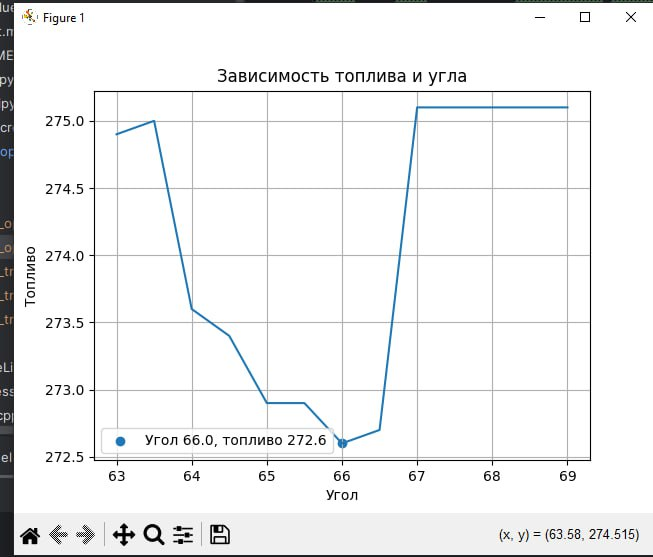 Figure 1
Зависимость топлива и угла
275.0
274.5
274.0
273.5
273.0
272.5
Топливо
Угол 66.0, топливо 272.6
63 64 65 66 67 68 69
Угол
(x, y) = (63.58, 274.515)